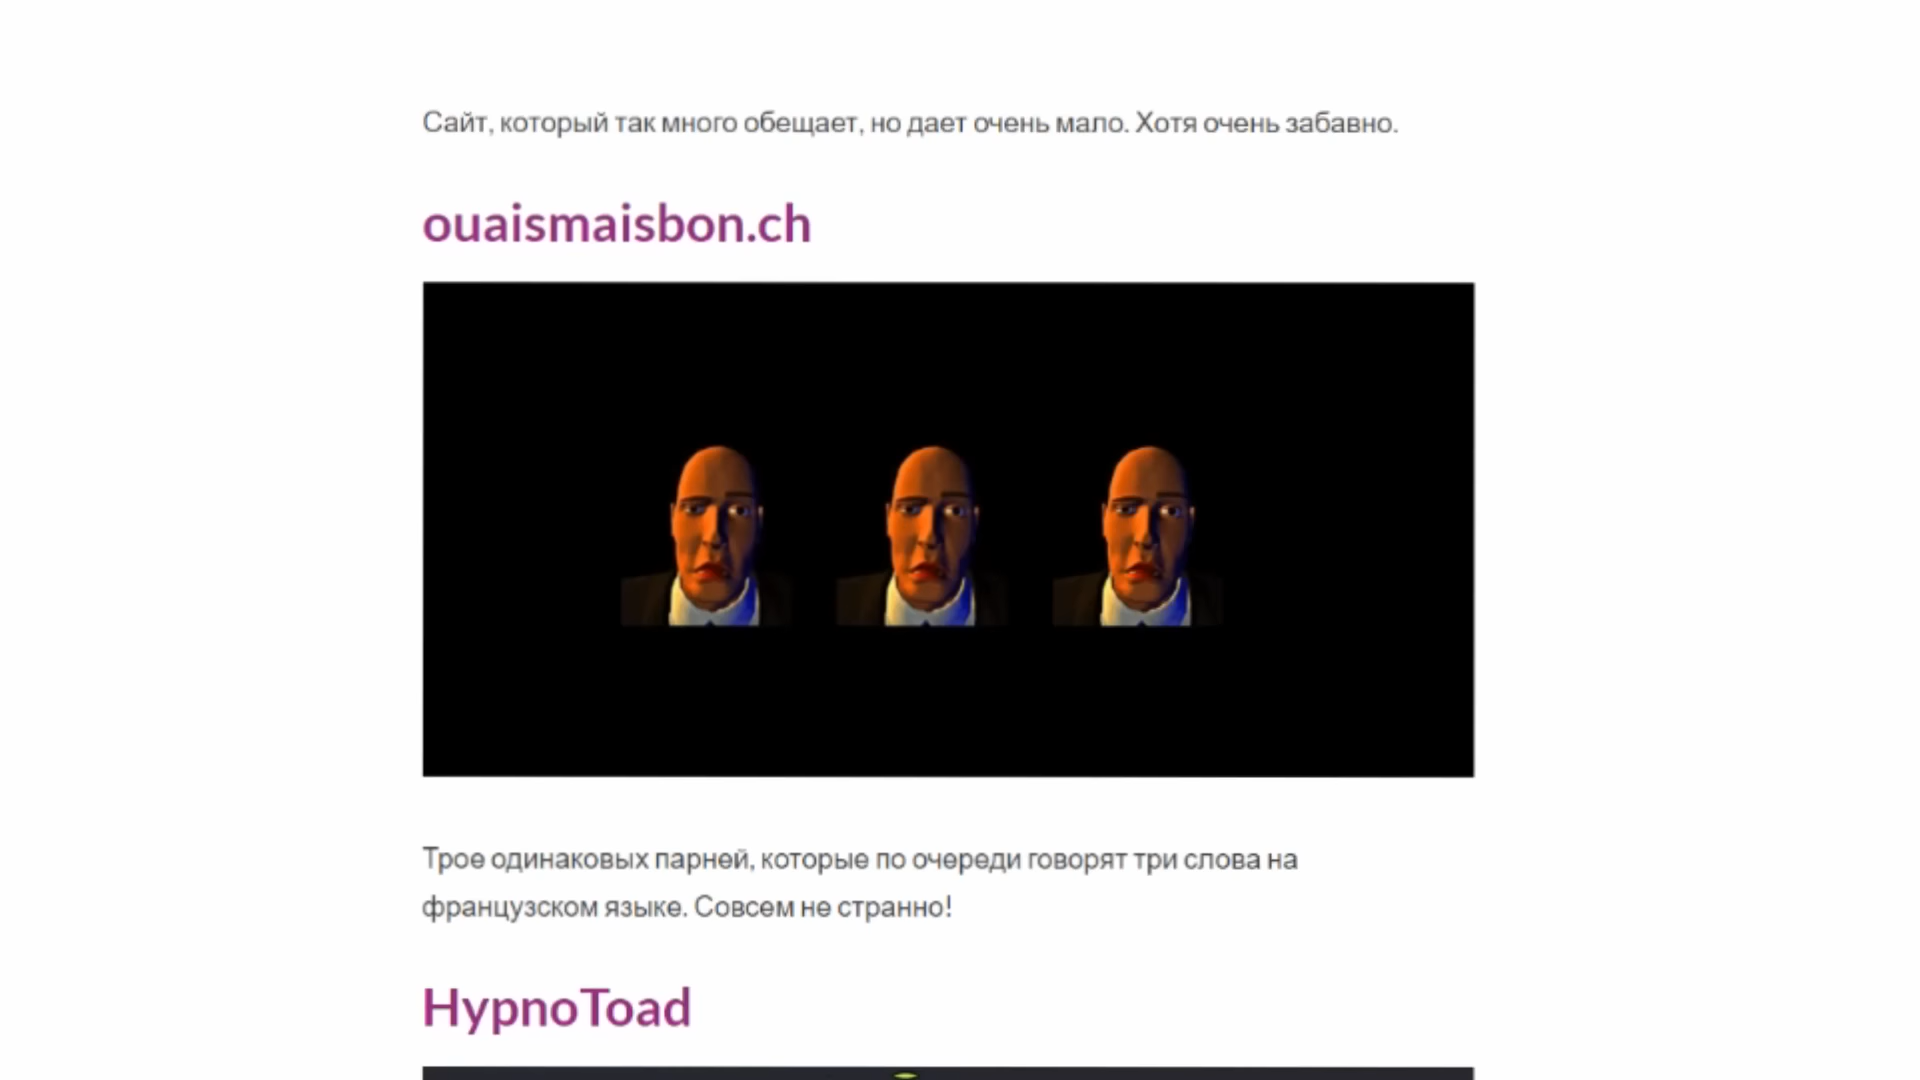 Сайт, который так много обещает, но дает очень мало. Хотя очень забавно.
ouaismaisbon.ch
Трое одинаковых парней, которые по очереди говорят три слова на
французском языке. Совсем не странно!
HypnoToad